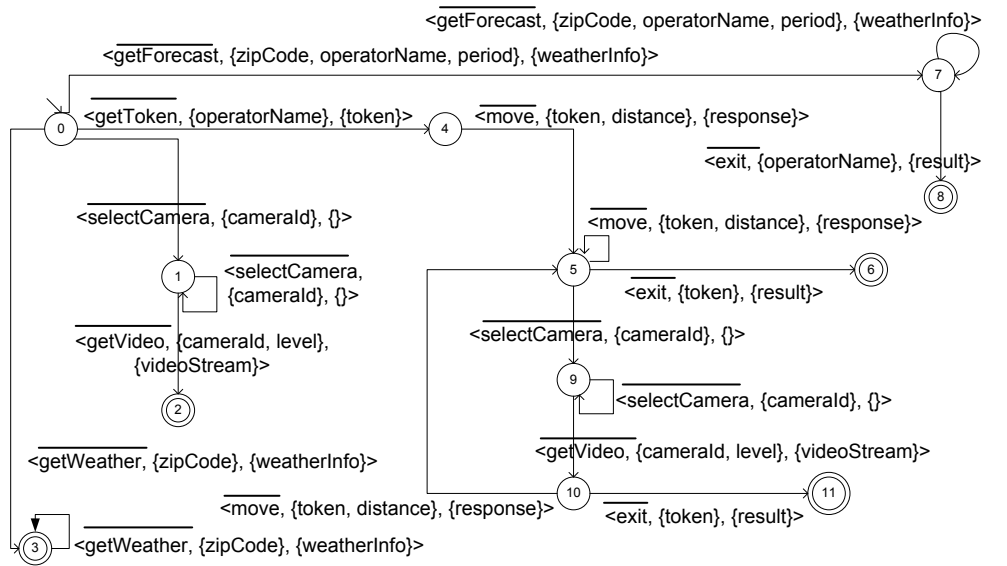 <getForecast, {zipCode, operatorName, period}, {weatherInfo}>
<getForecast, {zipCode, operatorName, period}, {weatherInfo}>
7
<getToken, {operatorName}, {token}>
<move, {token, distance}, {response}>
0
4
<exit, {operatorName}, {result}>
8
<selectCamera, {cameraId}, {}>
<move, {token, distance}, {response}>
1
<selectCamera,
{cameraId}, {}>
5
6
<exit, {token}, {result}>
<getVideo, {cameraId, level},
{videoStream}>
<selectCamera, {cameraId}, {}>
9
<selectCamera, {cameraId}, {}>
2
<getWeather, {zipCode}, {weatherInfo}>
<getVideo, {cameraId, level}, {videoStream}>
10
11
<move, {token, distance}, {response}>
<exit, {token}, {result}>
3
<getWeather, {zipCode}, {weatherInfo}>